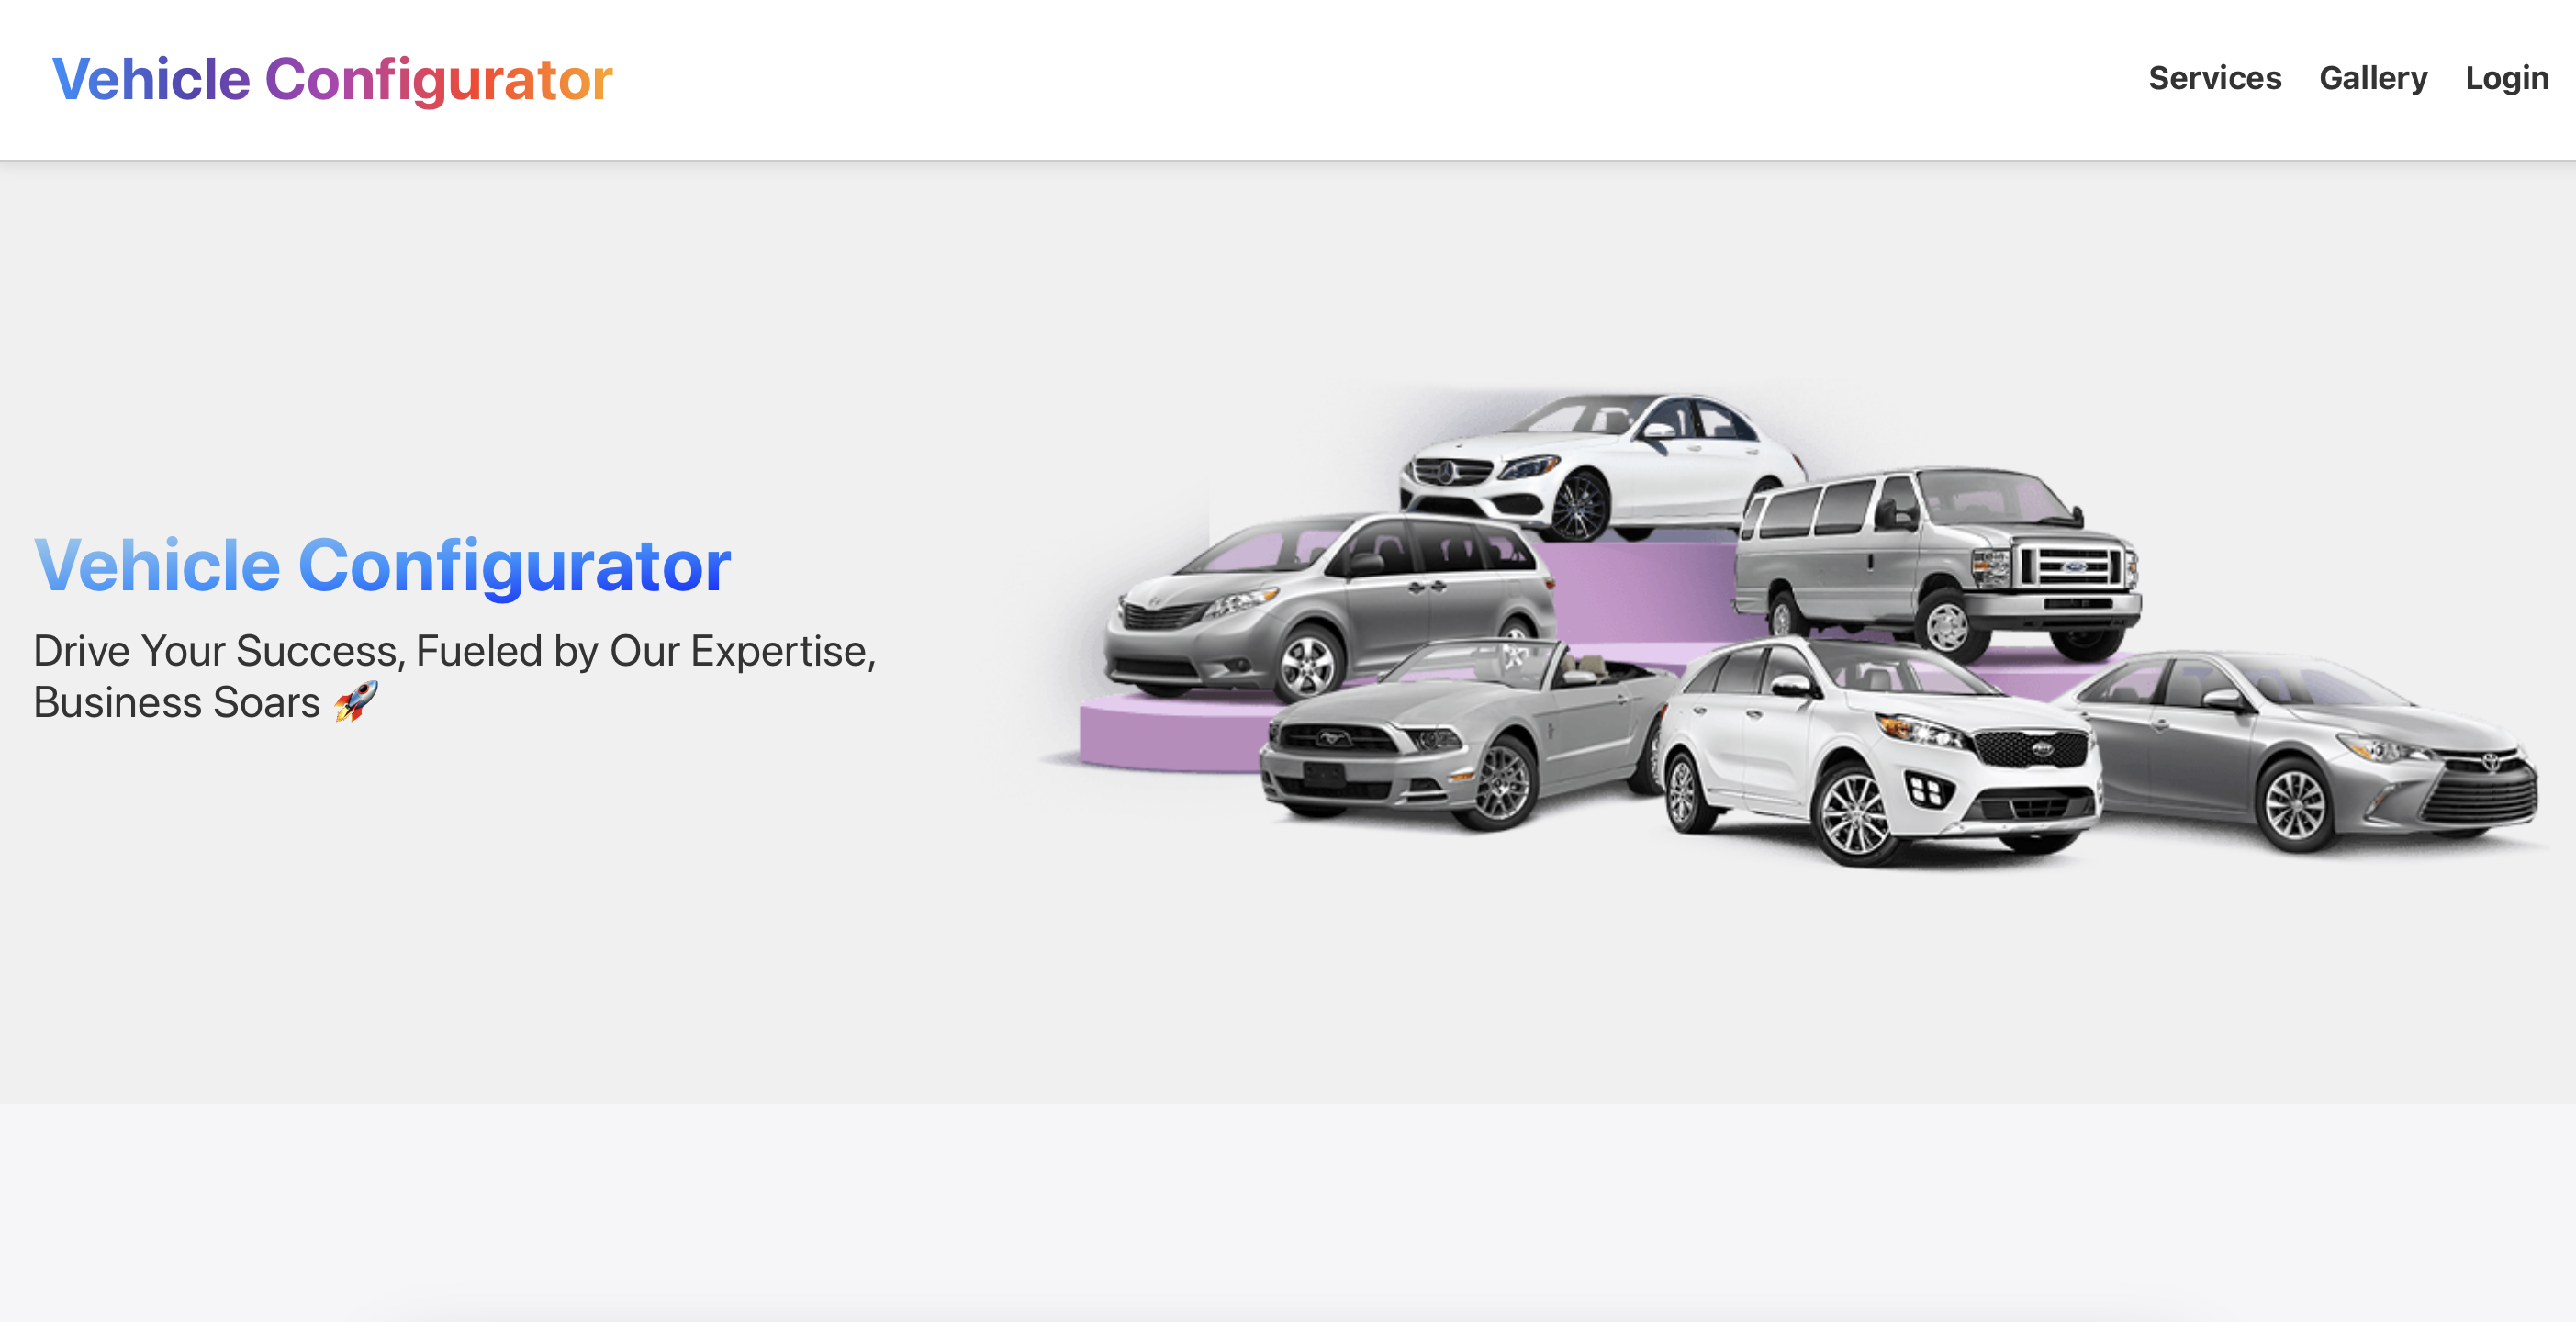 Vehicle Configurator
Services Gallery Login
Vehicle Configurator
Drive Your Success, Fueled by Our Expertise,
Business Soars 🚀